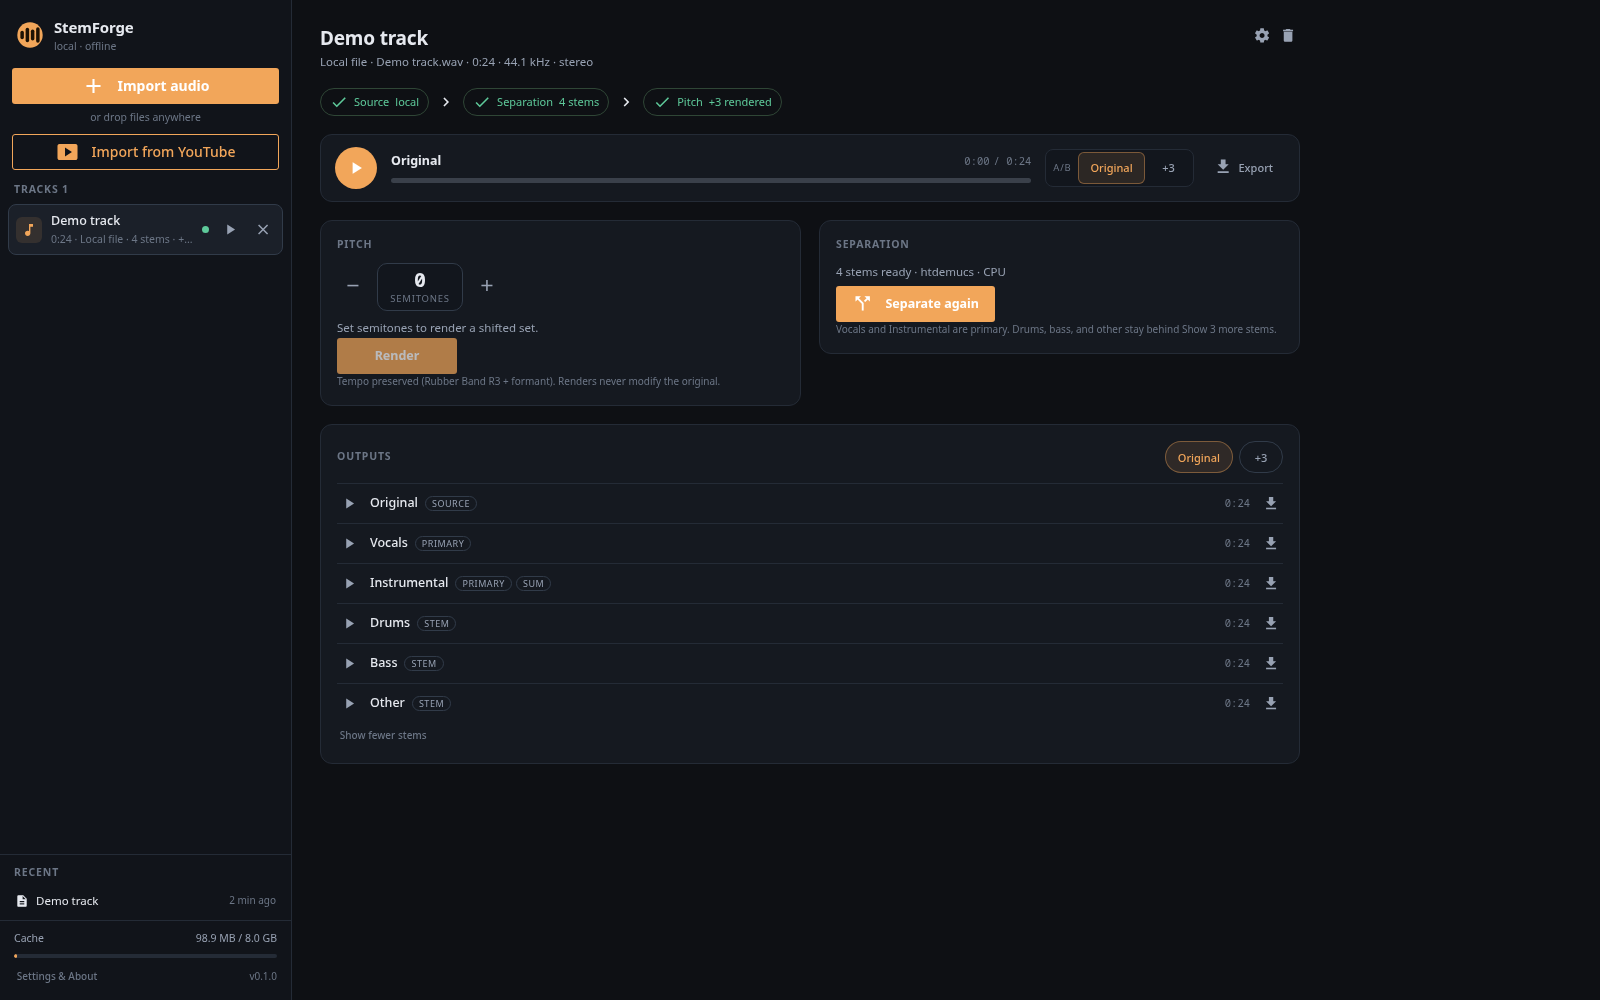 StemForge
local · offline
Import audio
or drop files anywhere
Import from YouTube
TRACKS 1
Demo track
0:24 · Local file · 4 stems · +...
RECENT
Demo track
2 min ago
Cache
98.9 MB / 8.0 GB
Settings & About
v0.1.0
Demo track
Local file · Demo track.wav · 0:24 · 44.1 kHz · stereo
Source local
Separation 4 stems
Pitch +3 rendered
Original
0:00 / 0:24
A/B
Original
+3
Export
PITCH
0
SEMITONES
Set semitones to render a shifted set.
Render
Tempo preserved (Rubber Band R3 + formant). Renders never modify the original.
SEPARATION
4 stems ready · htdemucs · CPU
Separate again
Vocals and Instrumental are primary. Drums, bass, and other stay behind Show 3 more stems.
OUTPUTS
Original
+3
Original SOURCE 0:24
Vocals PRIMARY 0:24
Instrumental PRIMARY SUM 0:24
Drums STEM 0:24
Bass STEM 0:24
Other STEM 0:24
Show fewer stems